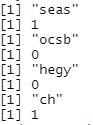 [1] "seas"
[1] 1
[1] "ocsb"
[1] 0
[1] "hegy"
[1] 0
[1] "ch"
[1] 1